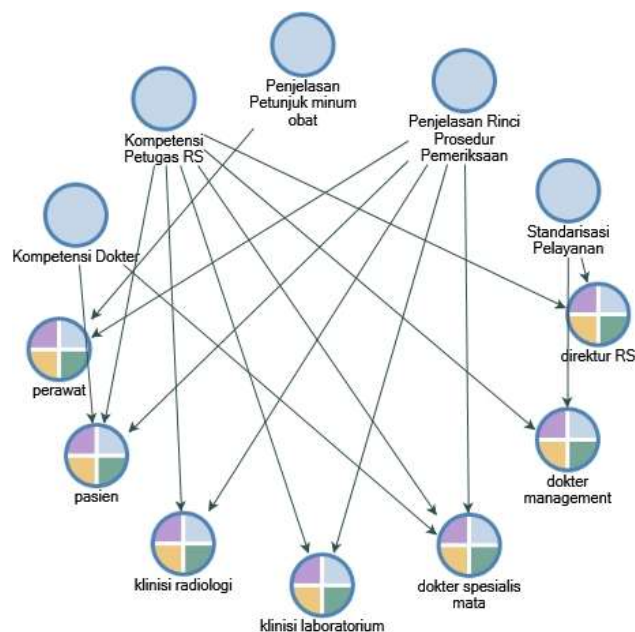 Penjelasan
Petunjuk minum
obat
Kompetensi
Petugas RS
Penjelasan Rinci
Prosedur
Pemeriksaan
Kompetensi Dokter
Standarisasi
Pelayanan
direktur RS
perawat
pasien
dokter
management
klinisi radiologi
klinisi laboratorium
dokter spesialis
mata